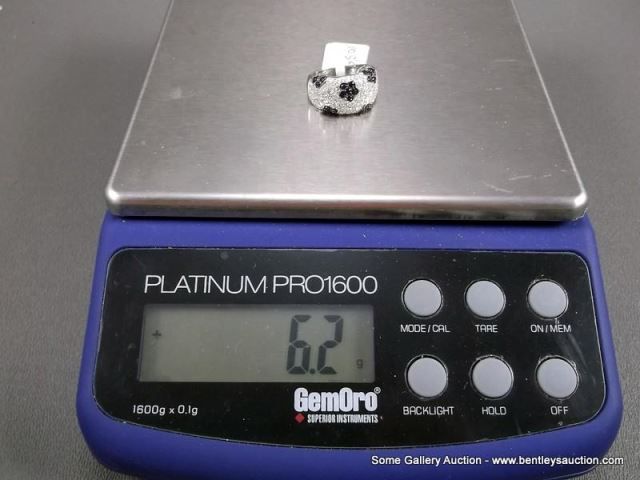 PLATINUM PRO1600
6.2
g
MODE/CAL TARE ON/MEM
GemOro®
SUPERIOR INSTRUMENTS
BACKLIGHT HOLD OFF
1600g x 0.1g
Some Gallery Auction - www.bentleysauction.com